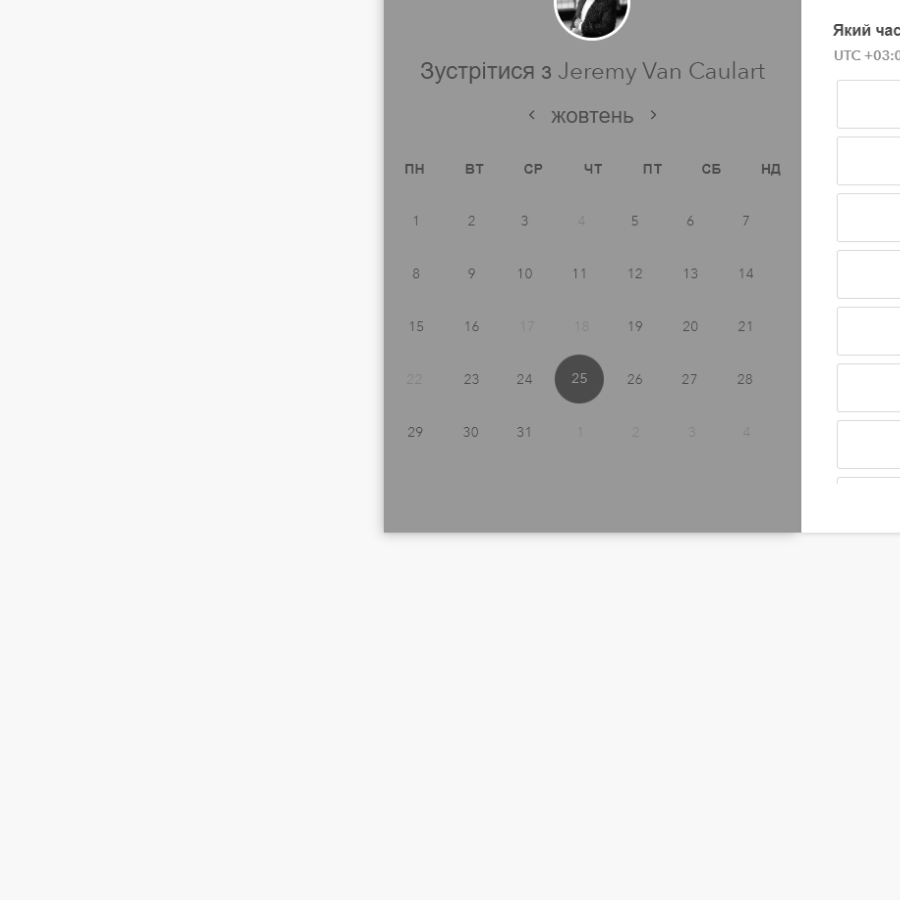 Зустрітися з Jeremy Van Caulart
жовтень
ПН ВТ СР ЧТ ПТ СБ НД
1 2 3 4 5 6 7
8 9 10 11 12 13 14
15 16 17 18 19 20 21
22 23 24 25 26 27 28
29 30 31 1 2 3 4
Який час
UTC +03:0